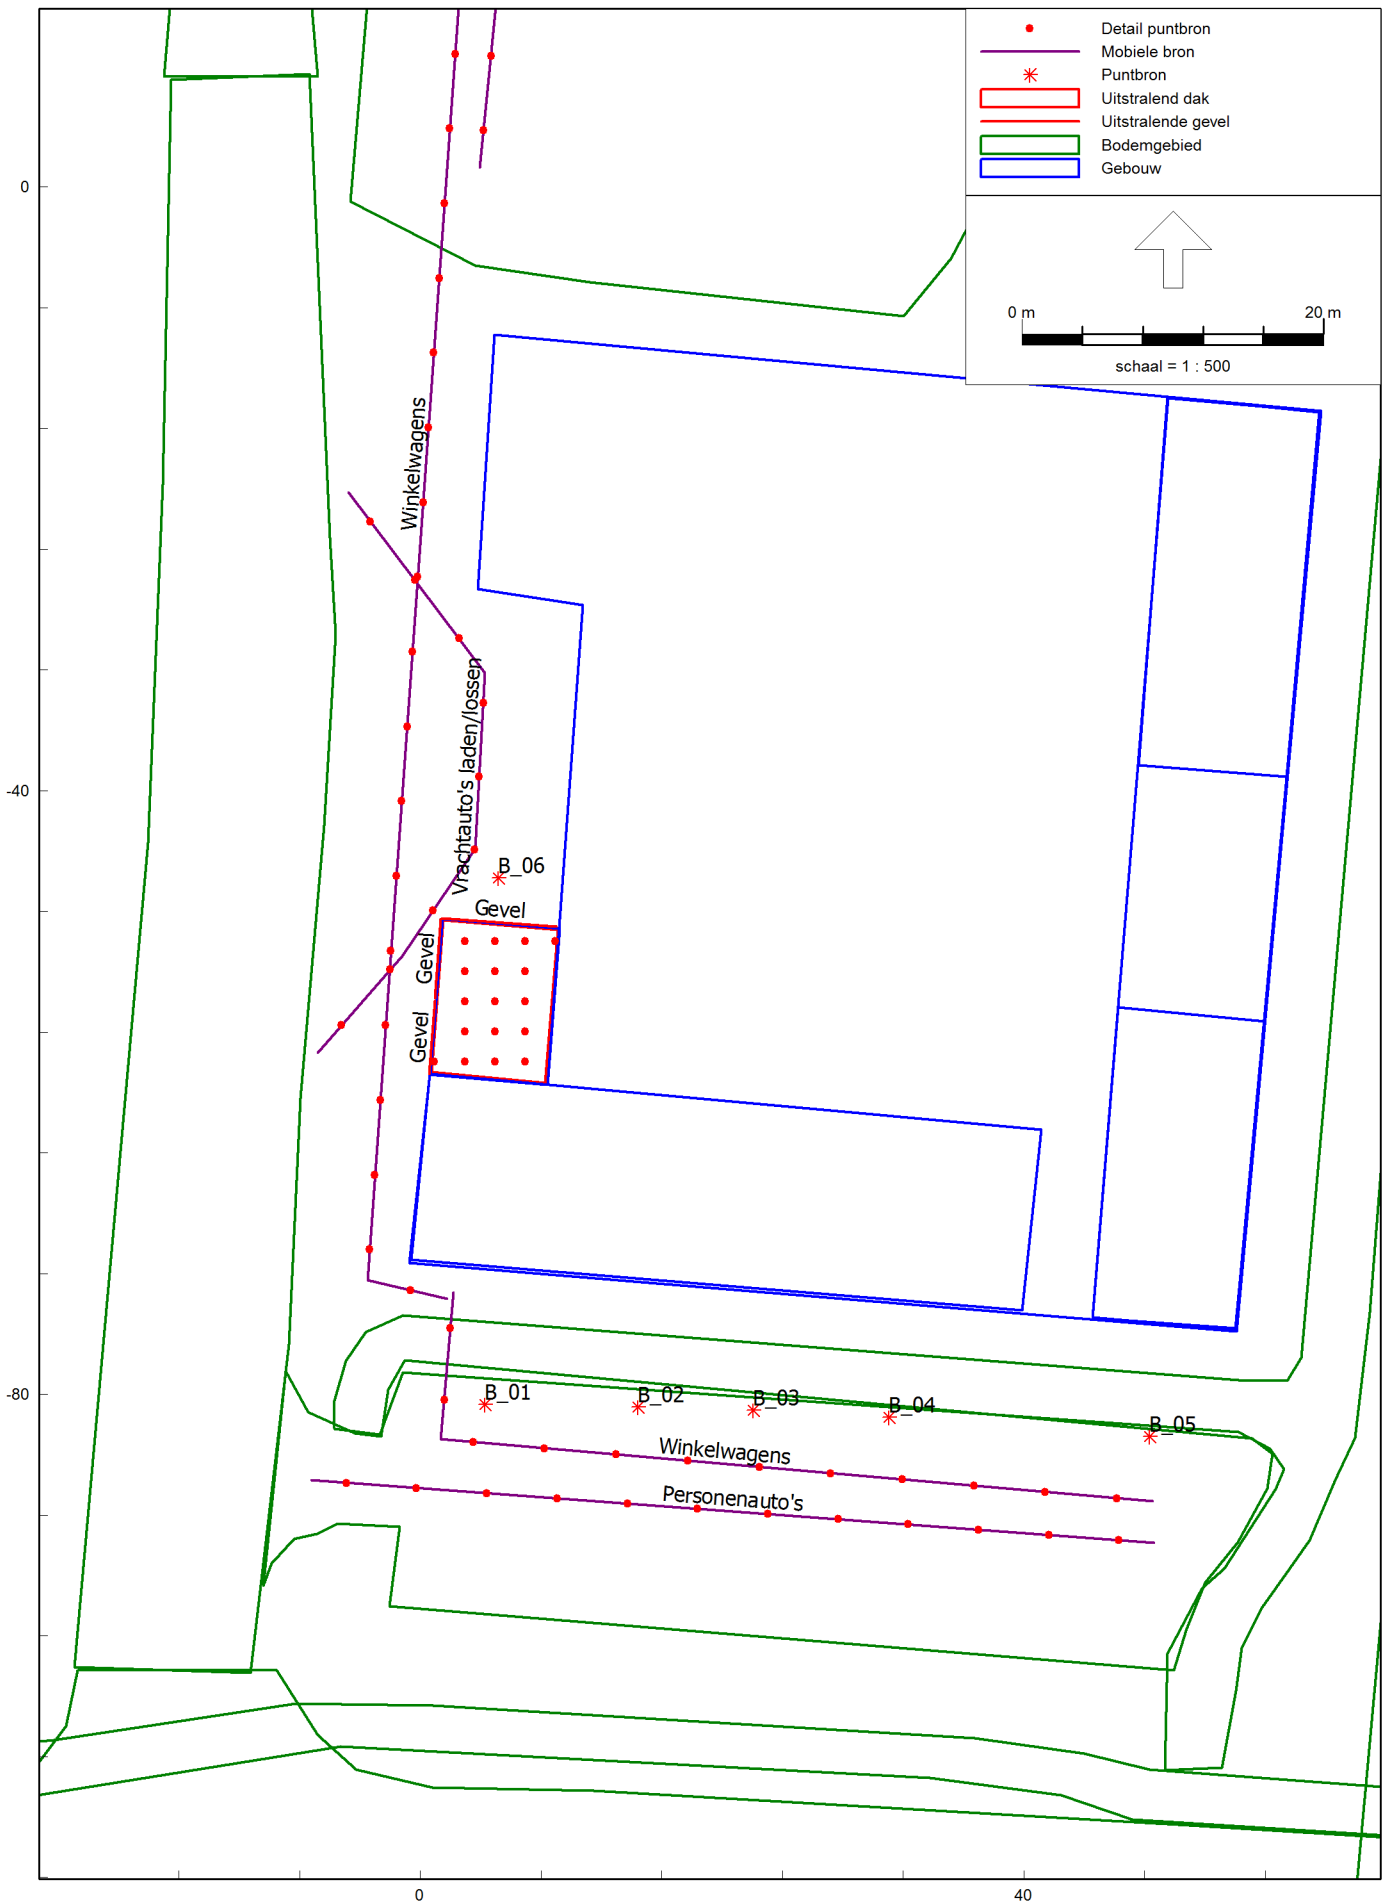 Detail puntbron
Mobiele bron
Puntbron
Uitstralend dak
Uitstralende gevel
Bodemgebied
Gebouw
0 m 20 m
schaal = 1 : 500
0
-40
-80
0 40
Winkelwagens
Vrachtauto's laden/lossen
B_06
Gevel
Gevel
Gevel
B_01
B_02
B_03
B_04
B_05
Winkelwagens
Personenauto's